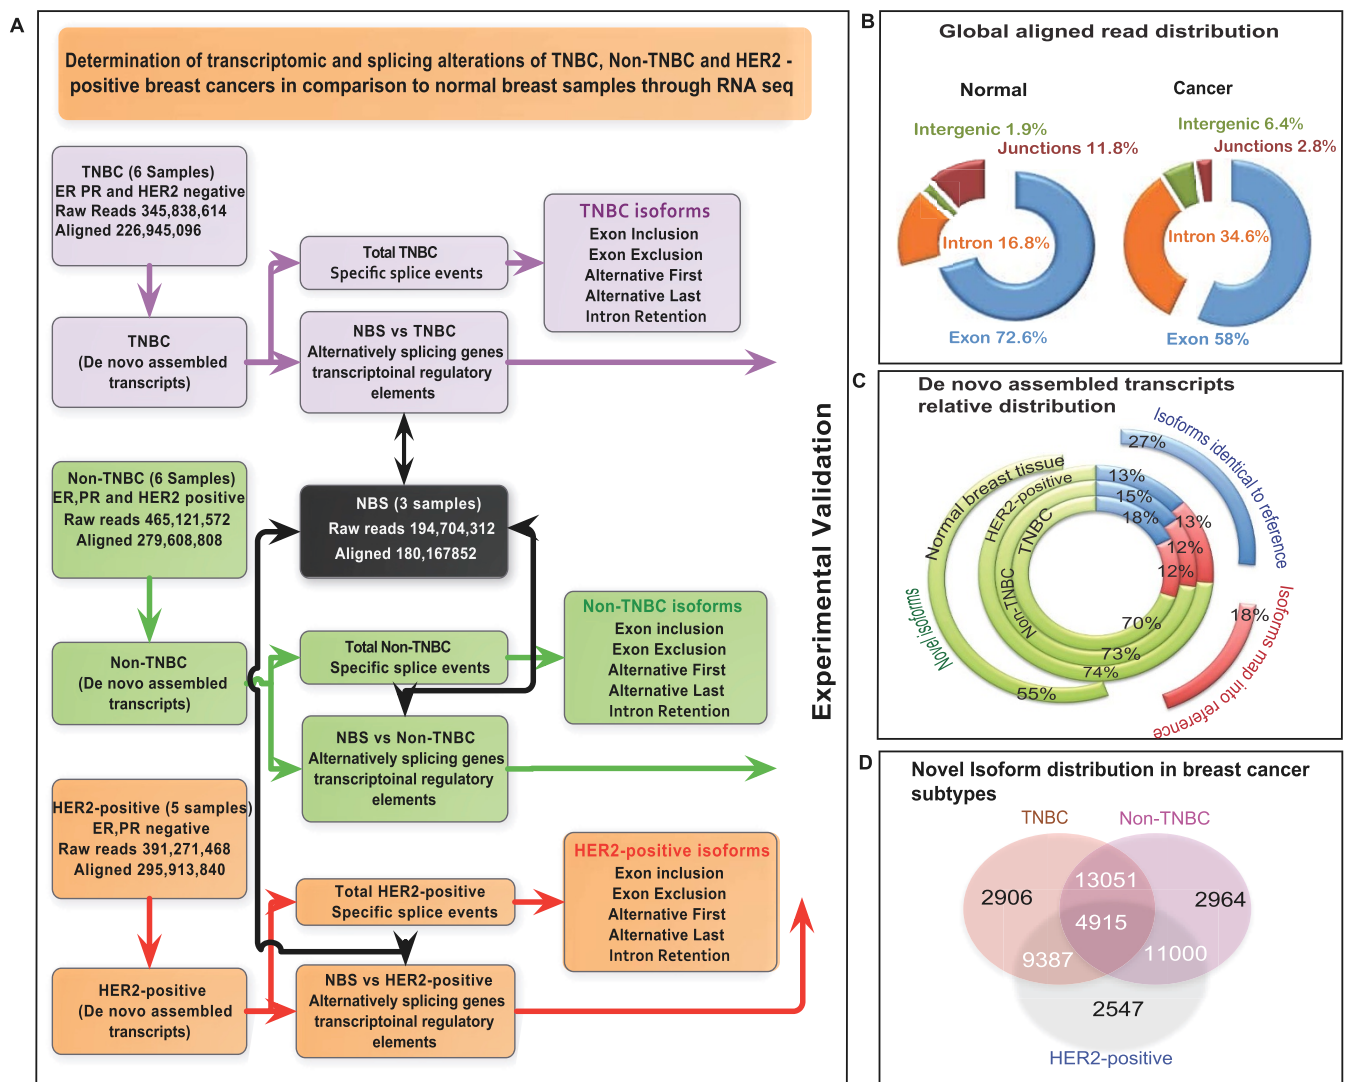 A
Determination of transcriptomic and splicing alterations of TNBC, Non-TNBC and HER2 -
positive breast cancers in comparison to normal breast samples through RNA seq
TNBC (6 Samples)
ER PR and HER2 negative
Raw Reads 345,838,614
Aligned 226,945,096
TNBC
(De novo assembled
transcripts)
Total TNBC
Specific splice events
NBS vs TNBC
Alternatively splicing genes
transcriptoinal regulatory
elements
TNBC isoforms
Exon Inclusion
Exon Exclusion
Alternative First
Alternative Last
Intron Retention
Non-TNBC (6 Samples)
ER,PR and HER2 positive
Raw reads 465,121,572
Aligned 279,608,808
NBS (3 samples)
Raw reads 194,704,312
Aligned 180,167852
Non-TNBC
(De novo assembled
transcripts)
Total Non-TNBC
Specific splice events
NBS vs Non-TNBC
Alternatively splicing genes
transcriptoinal regulatory
elements
Non-TNBC isoforms
Exon inclusion
Exon Exclusion
Alternative First
Alternative Last
Intron Retention
HER2-positive (5 samples)
ER,PR negative
Raw reads 391,271,468
Aligned 295,913,840
HER2-positive
(De novo assembled
transcripts)
Total HER2-positive
Specific splice events
NBS vs HER2-positive
Alternatively splicing genes
transcriptoinal regulatory
elements
HER2-positive isoforms
Exon inclusion
Exon Exclusion
Alternative First
Alternative Last
Intron Retention
Experimental Validation
B
Global aligned read distribution
Normal
Intergenic 1.9%
Junctions 11.8%
Intron 16.8%
Exon 72.6%
Cancer
Intergenic 6.4%
Junctions 2.8%
Intron 34.6%
Exon 58%
C
De novo assembled transcripts
relative distribution
Isoforms identical to reference
27%
Normal breast tissue
HER2-positive
TNBC
Non-TNBC
13%
15%
18%
13%
12%
12%
18%
Isoforms map into reference
70%
73%
74%
55%
Novel isoforms
D
Novel Isoform distribution in breast cancer
subtypes
TNBC
Non-TNBC
13051
2906
2964
4915
9387
11000
2547
HER2-positive